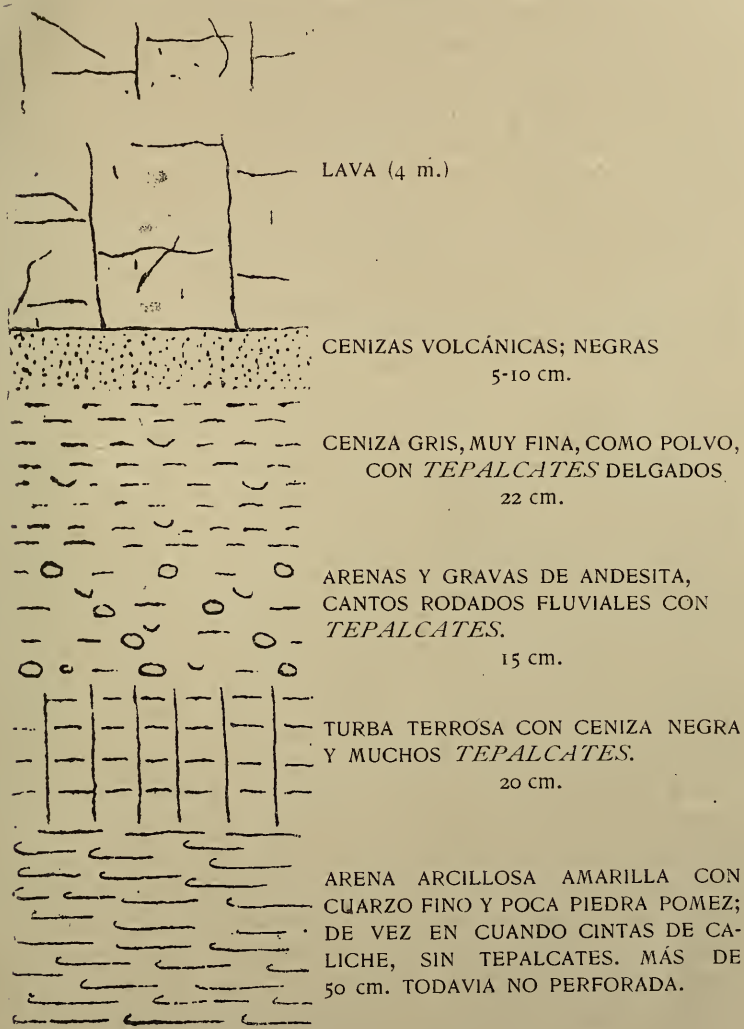 LAVA (4 m.)
CENIZAS VOLCÁNICAS; NEGRAS
5-10 cm.
CENIZA GRIS, MUY FINA, COMO POLVO,
CON TEPALCATES DELGADOS
22 cm.
ARENAS Y GRAVAS DE ANDESITA,
CANTOS RODADOS FLUVIALES CON
TEPALCATES.
15 cm.
TURBA TERROSA CON CENIZA NEGRA
Y MUCHOS TEPALCATES.
20 cm.
ARENA ARCILLOSA AMARILLA CON
CUARZO FINO Y POCA PIEDRA POMEZ;
DE VEZ EN CUANDO CINTAS DE CA-
LICHE, SIN TEPALCATES. MÁS DE
50 cm. TODAVIA NO PERFORADA.